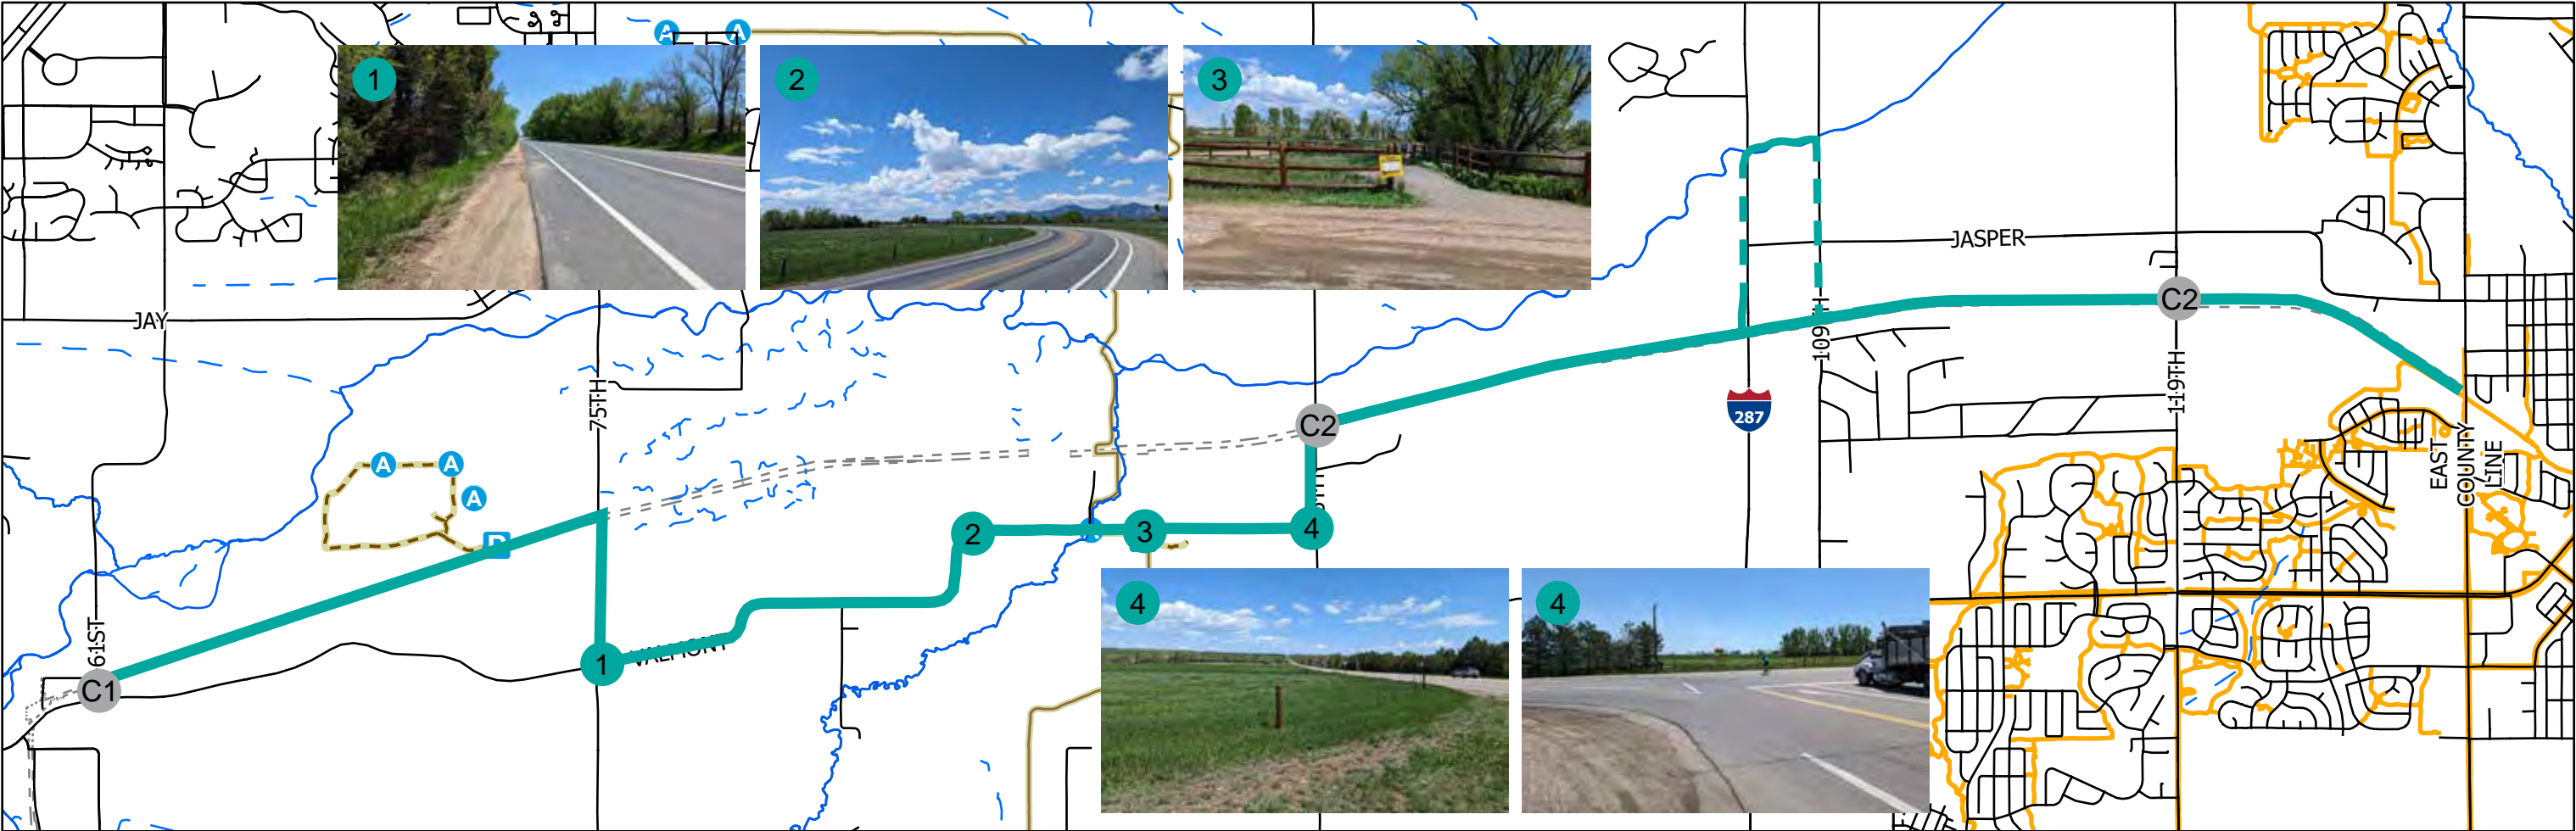 A
A
1
2
3
JASPER
C2
JAY
109TH
75TH
119TH
287
C2
A
A
A
EAST
COUNTY
LINE
2
3
4
61ST
1
VALMONT
C1
4
4